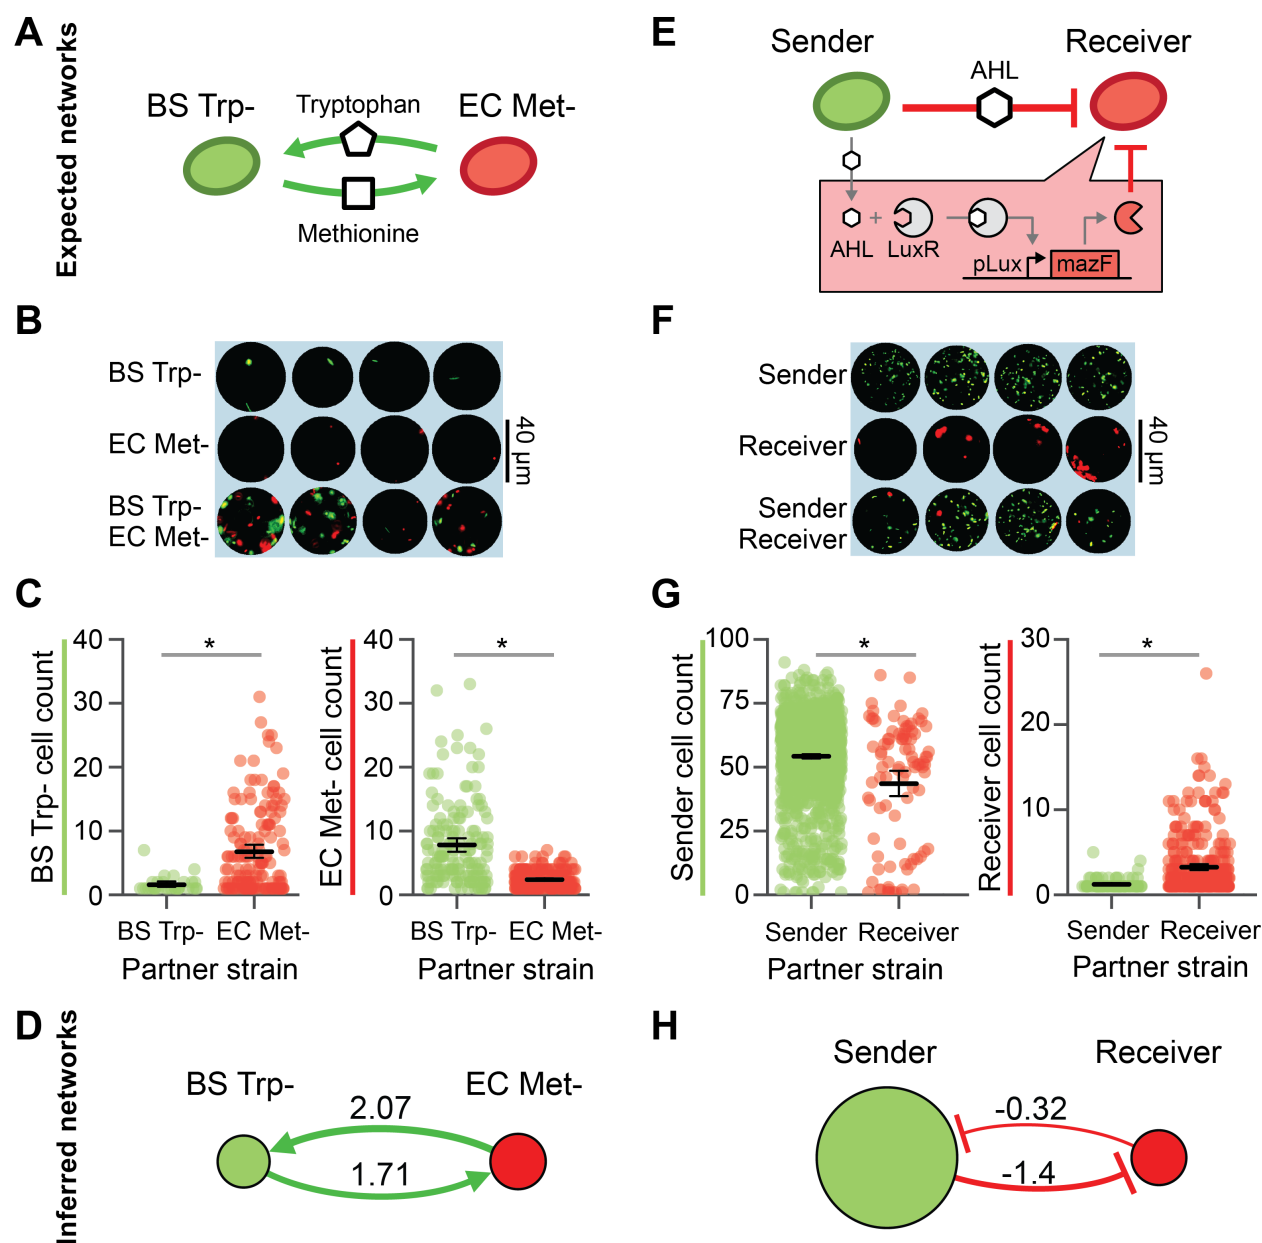 A
Expected networks
BS Trp-
Tryptophan
EC Met-
Methionine
E
Sender
Receiver
AHL
+
AHL
LuxR
pLux
mazF
B
BS Trp-
EC Met-
BS Trp-
EC Met-
40 µm
F
Sender
Receiver
Sender
Receiver
40 µm
C
BS Trp- cell count
40
30
20
10
0
*
BS Trp-
EC Met-
Partner strain
EC Met- cell count
40
30
20
10
0
*
BS Trp-
EC Met-
Partner strain
G
Sender cell count
100
75
50
25
0
*
Sender
Receiver
Partner strain
Receiver cell count
30
20
10
0
*
Sender
Receiver
Partner strain
D
Inferred networks
BS Trp-
EC Met-
2.07
1.71
H
Sender
Receiver
-0.32
-1.4